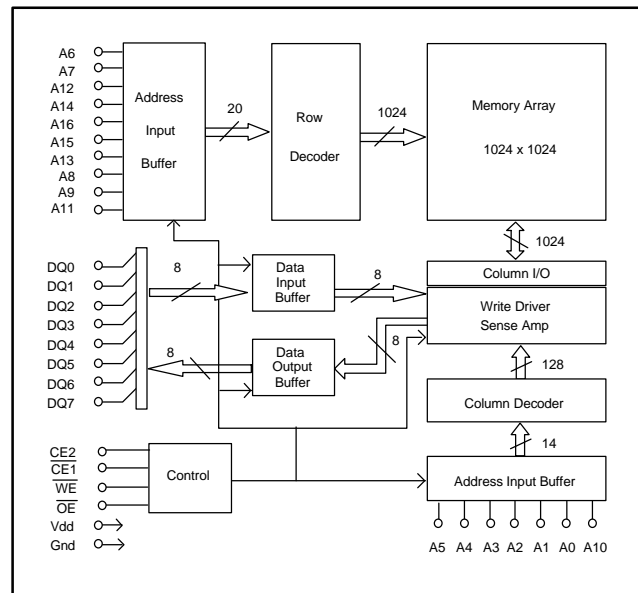 A6
A7
A12
A14
A16
A15
A13
A8
A9
A11
Address
Input
Buffer
20
Row
Decoder
1024
Memory Array
1024 x 1024
1024
DQ0
DQ1
DQ2
DQ3
DQ4
DQ5
DQ6
DQ7
8
Data
Input
Buffer
8
Column I/O
Write Driver
Sense Amp
8
Data
Output
Buffer
8
128
Column Decoder
14
CE2
CE1
WE
OE
Vdd
Gnd
Control
Address Input Buffer
A5 A4 A3 A2 A1 A0 A10